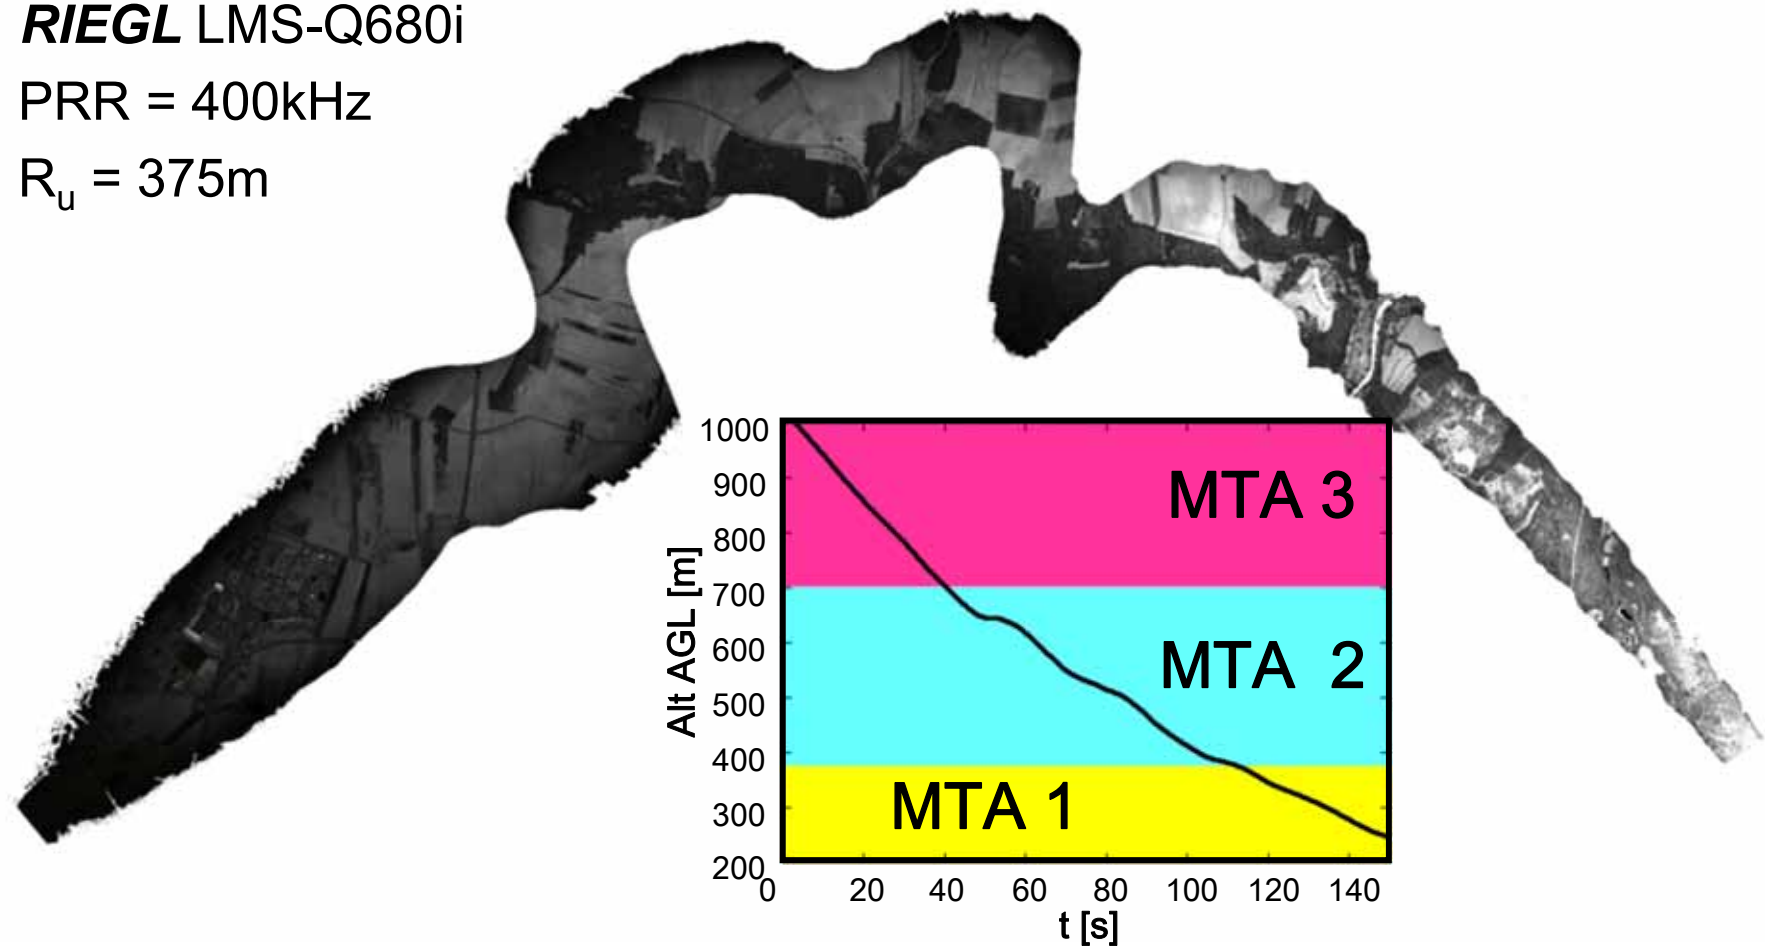 RIEGL LMS-Q680i
PRR = 400kHz
Ru = 375m
1000
900
800
700
600
500
400
300
200
Alt AGL [m]
MTA 3
MTA 2
MTA 1
0 20 40 60 80 100 120 140
t [s]